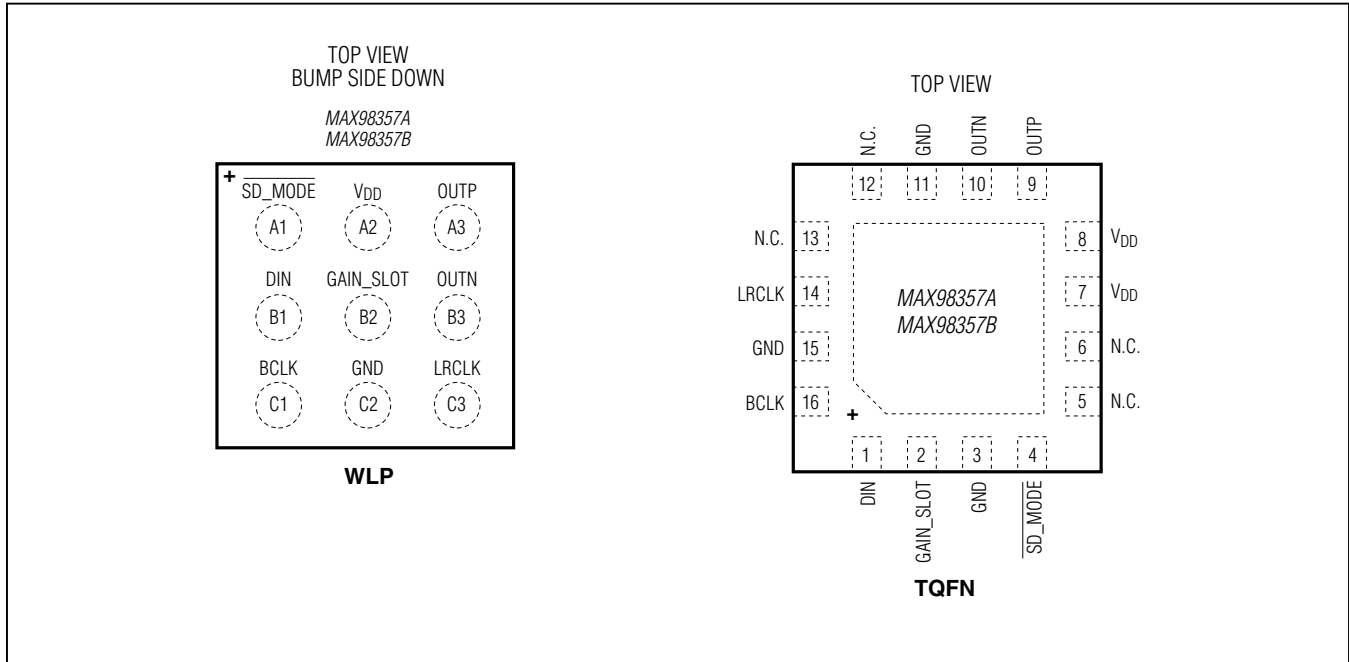 TOP VIEW
BUMP SIDE DOWN
MAX98357A
MAX98357B
+
SD_MODE VDD OUTP
A1 A2 A3
DIN GAIN_SLOT OUTN
B1 B2 B3
BCLK GND LRCLK
C1 C2 C3
WLP
TOP VIEW
N.C. GND OUTN OUTP
12 11 10 9
N.C. 13 8 VDD
LRCLK 14 7 VDD
MAX98357A
MAX98357B
GND 15 6 N.C.
BCLK 16 5 N.C.
+
1 2 3 4
DIN GAIN_SLOT GND SD_MODE
TQFN